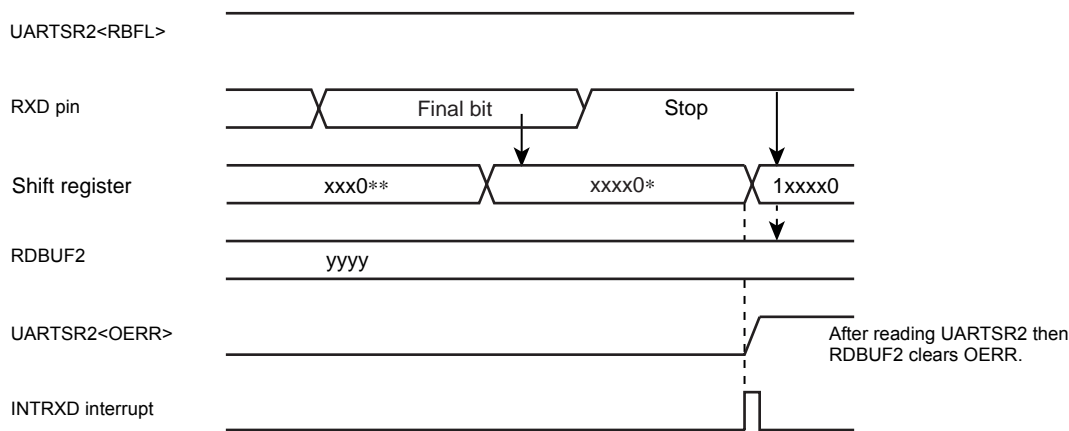 UARTSR2<RBFL>
RXD pin
Final bit
Stop
Shift register
xxx0**
xxxx0*
1xxxx0
RDBUF2
yyyy
UARTSR2<OERR>
After reading UARTSR2 then
RDBUF2 clears OERR.
INTRXD interrupt